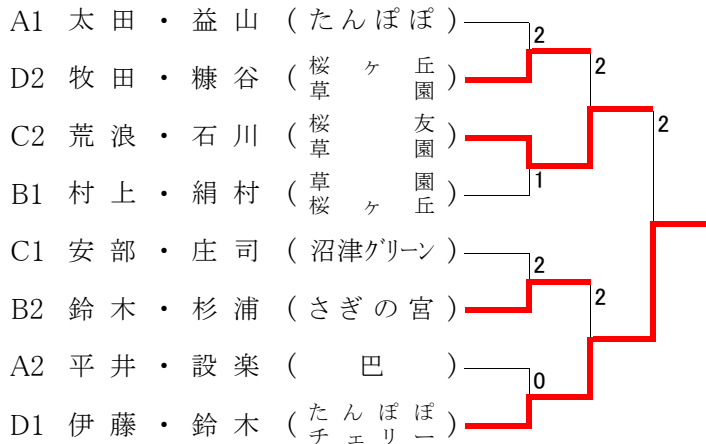 A1 太田・益山 (たんぽぽ)
2
D2 牧田・糠谷 (桜ヶ丘 草園)
2
C2 荒浪・石川 (桜友 草園)
2
B1 村上・絹村 (草園 桜ヶ丘)
1
C1 安部・庄司 (沼津グリーン)
2
B2 鈴木・杉浦 (さぎの宮)
2
A2 平井・設楽 (巴)
0
D1 伊藤・鈴木 (たんぽぽ チェリー)